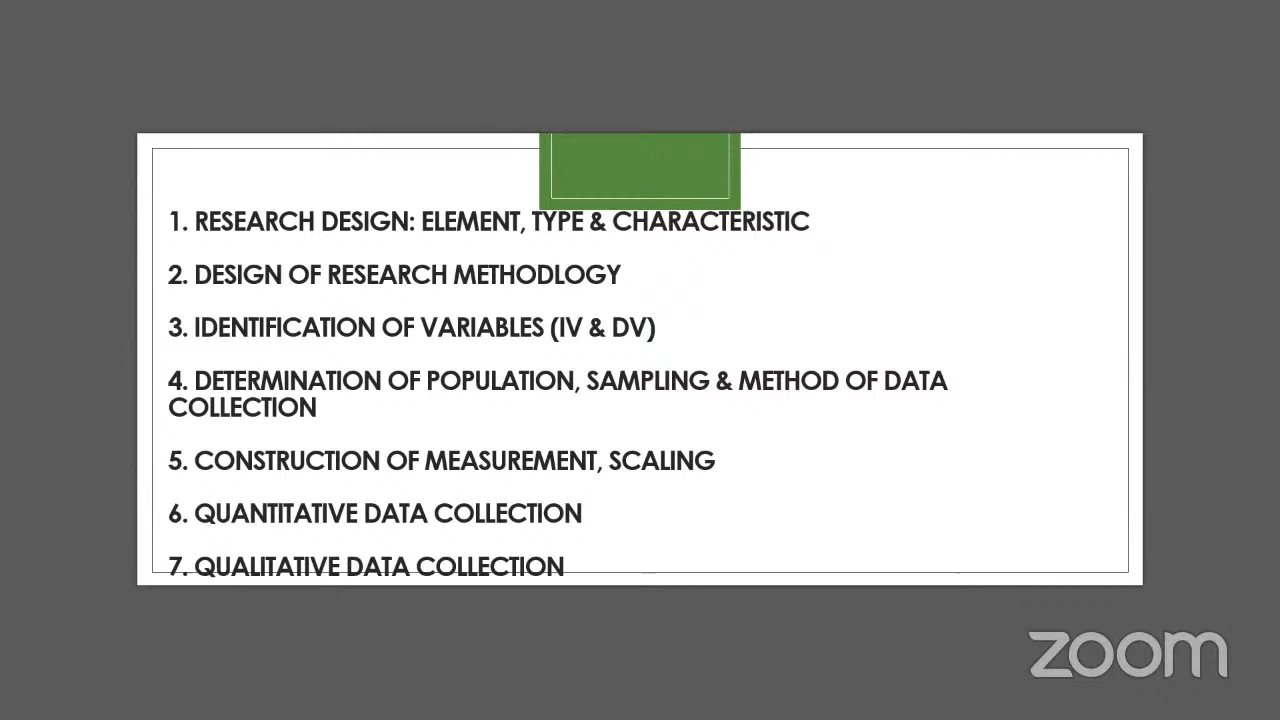 1. RESEARCH DESIGN: ELEMENT, TYPE & CHARACTERISTIC
2. DESIGN OF RESEARCH METHODLOGY
3. IDENTIFICATION OF VARIABLES (IV & DV)
4. DETERMINATION OF POPULATION, SAMPLING & METHOD OF DATA
COLLECTION
5. CONSTRUCTION OF MEASUREMENT, SCALING
6. QUANTITATIVE DATA COLLECTION
7. QUALITATIVE DATA COLLECTION
zoom